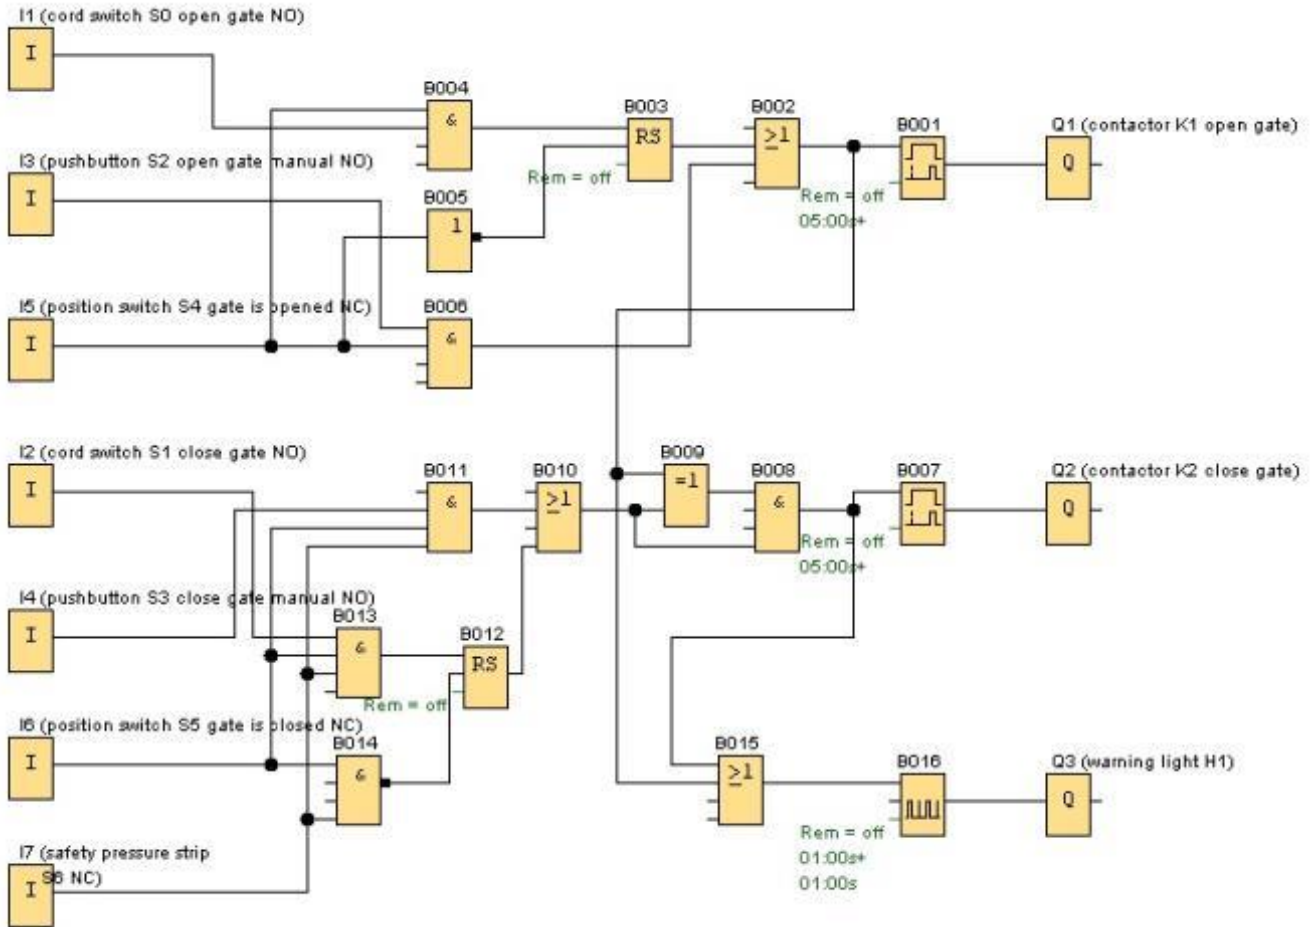 I1 (cord switch S0 open gate NO)
I
B004
&
B003
RS
Rem = off
B002
≥1
B001
Rem = off
05:00s+
Q1 (contactor K1 open gate)
Q
I3 (pushbutton S2 open gate manual NO)
I
B005
1
I5 (position switch S4 gate is opened NC)
I
B006
&
I2 (cord switch S1 close gate NO)
I
B011
&
B010
≥1
B009
=1
B008
&
B007
Rem = off
05:00s+
Q2 (contactor K2 close gate)
Q
I4 (pushbutton S3 close gate manual NO)
I
B013
&
Rem = off
B012
RS
I6 (position switch S5 gate is closed NC)
I
B014
&
B015
≥1
B016
Rem = off
01:00s+
01:00s
Q3 (warning light H1)
Q
I7 (safety pressure strip
S6 NC)
I